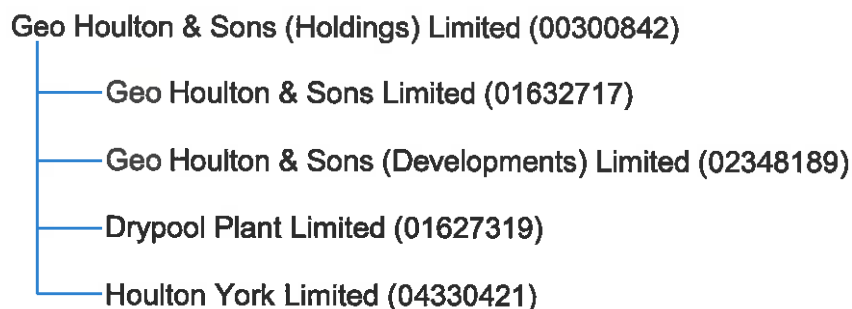 Geo Houlton & Sons (Holdings) Limited (00300842)
Geo Houlton & Sons Limited (01632717)
Geo Houlton & Sons (Developments) Limited (02348189)
Drypool Plant Limited (01627319)
Houlton York Limited (04330421)